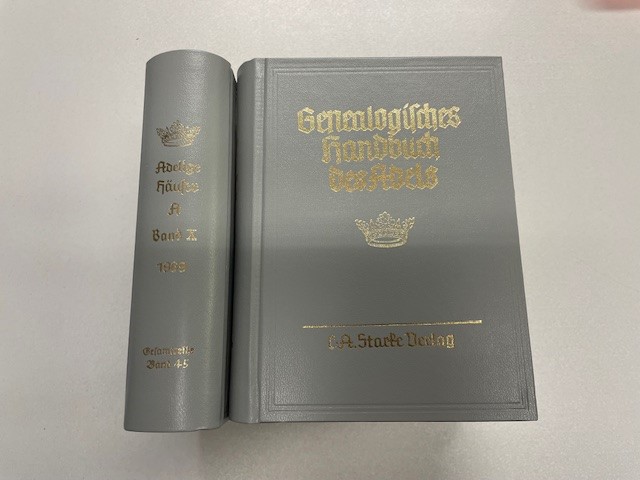 Adelige
Häuser
A
Band X
1969
Gesamtreihe
Band 45
Genealogisches
Handbuch
des Adels
C.A. Starke Verlag